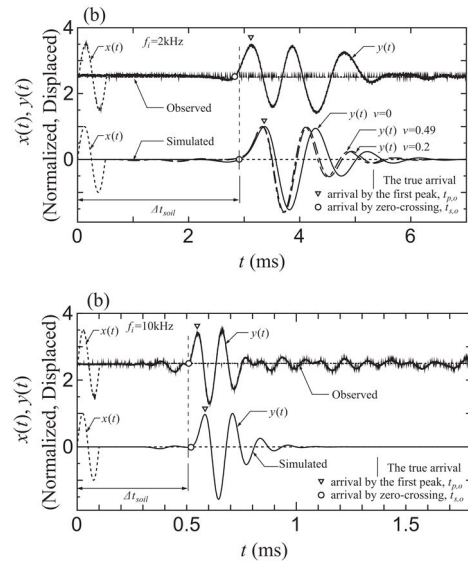 (b)
x(t), y(t)
(Normalized, Displaced)
4
2
0
f_i=2kHz
x(t)
y(t)
Observed
x(t)
Simulated
y(t) ν=0
y(t) ν=0.49
y(t) ν=0.2
Δt_soil
The true arrival
arrival by the first peak, t_p,o
arrival by zero-crossing, t_s,o
0 1 2 3 4 5 6
t (ms)
(b)
x(t), y(t)
(Normalized, Displaced)
4
2
0
f_i=10kHz
x(t)
y(t)
Observed
x(t)
y(t)
Simulated
Δt_soil
The true arrival
arrival by the first peak, t_p,o
arrival by zero-crossing, t_s,o
0 0.5 1 1.5
t (ms)